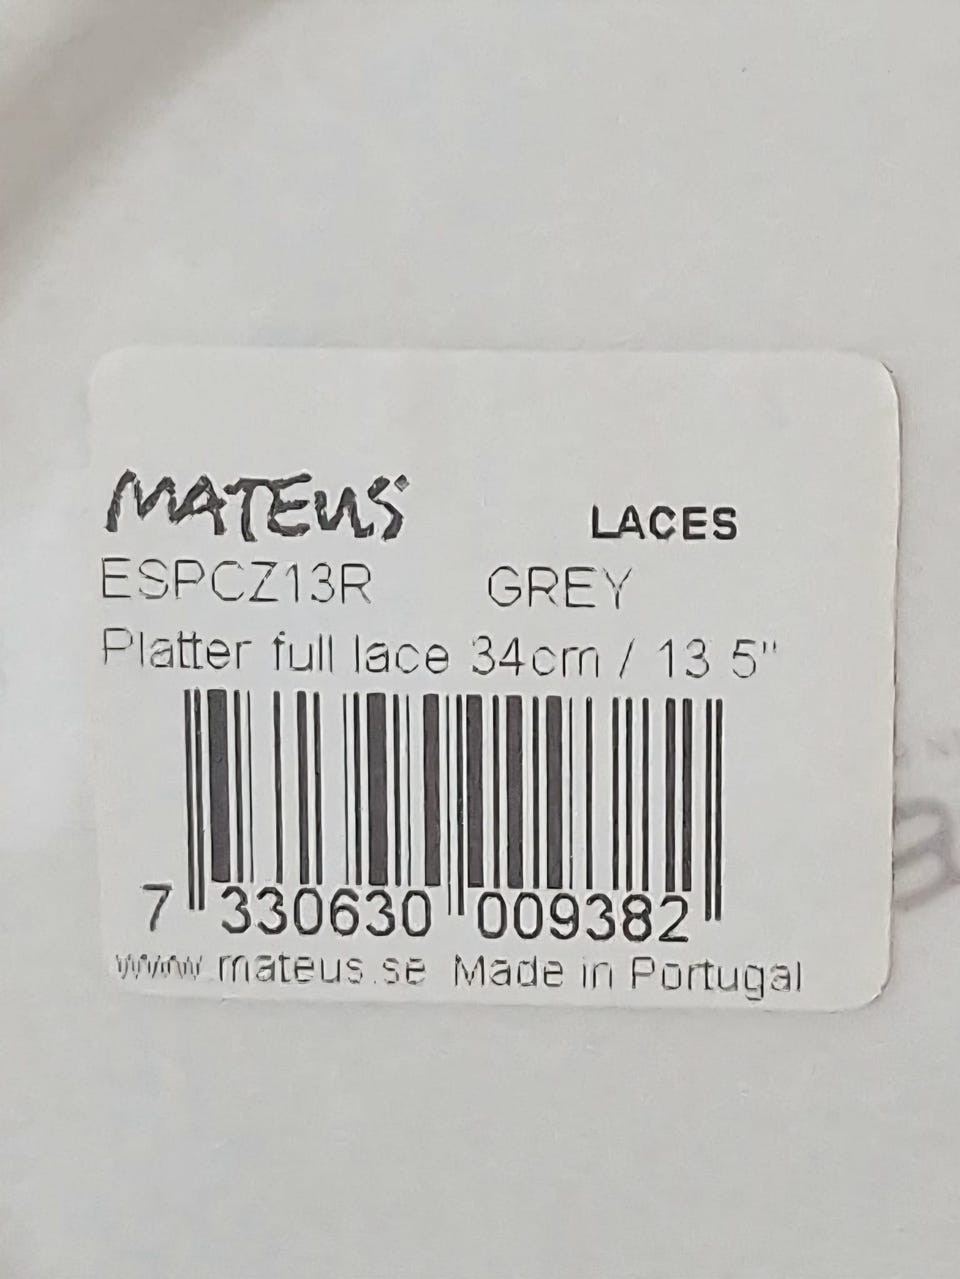 MATEUS LACES
ESPCZ13R GREY
Platter full lace 34cm / 13 5"
7 330630 009382
www mateus.se Made in Portugal